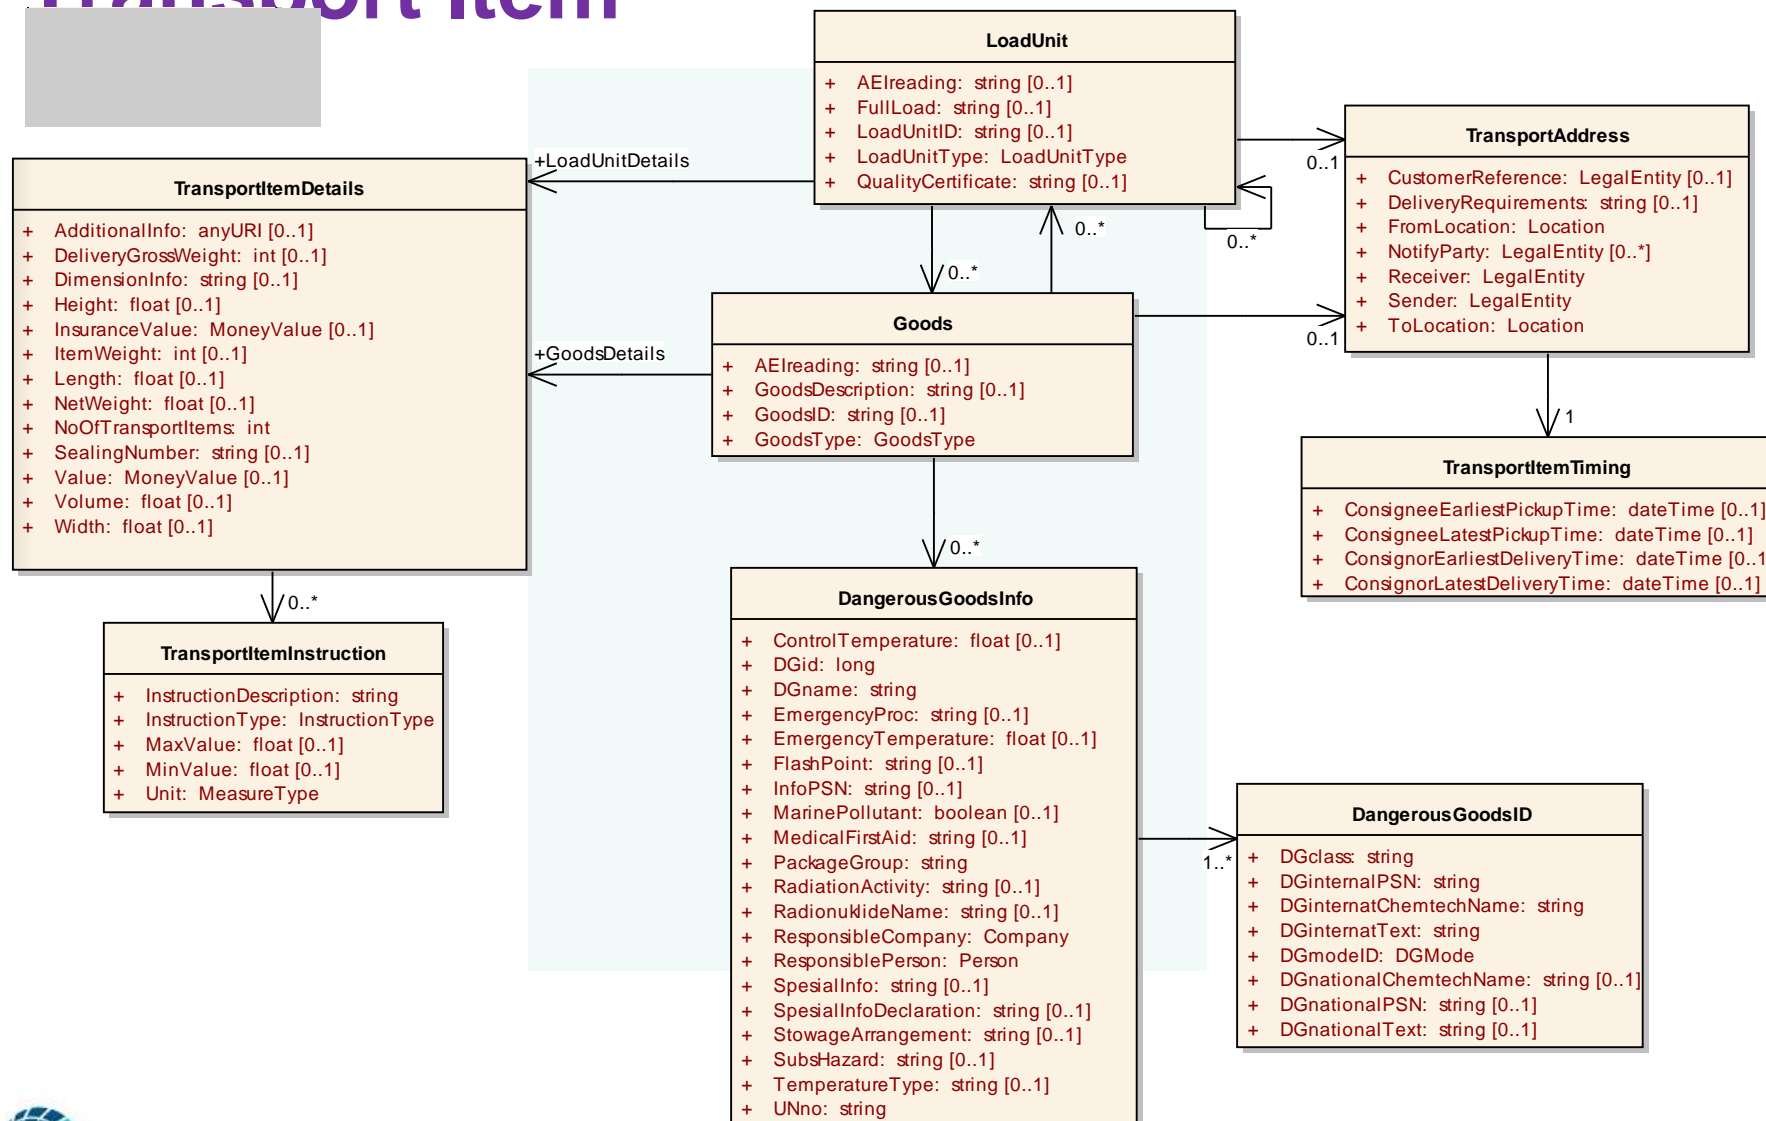 Transport Item
LoadUnit
+ AEIreading: string [0..1]
+ FullLoad: string [0..1]
+ LoadUnitID: string [0..1]
+ LoadUnitType: LoadUnitType
+ QualityCertificate: string [0..1]
TransportAddress
+ CustomerReference: LegalEntity [0..1]
+ DeliveryRequirements: string [0..1]
+ FromLocation: Location
+ NotifyParty: LegalEntity [0..*]
+ Receiver: LegalEntity
+ Sender: LegalEntity
+ ToLocation: Location
0..1
+LoadUnitDetails
0..*
0..*
0..*
0..1
TransportItemDetails
+ AdditionalInfo: anyURI [0..1]
+ DeliveryGrossWeight: int [0..1]
+ DimensionInfo: string [0..1]
+ Height: float [0..1]
+ InsuranceValue: MoneyValue [0..1]
+ ItemWeight: int [0..1]
+ Length: float [0..1]
+ NetWeight: float [0..1]
+ NoOfTransportItems: int
+ SealingNumber: string [0..1]
+ Value: MoneyValue [0..1]
+ Volume: float [0..1]
+ Width: float [0..1]
+GoodsDetails
Goods
+ AEIreading: string [0..1]
+ GoodsDescription: string [0..1]
+ GoodsID: string [0..1]
+ GoodsType: GoodsType
1
TransportItemTiming
+ ConsigneeEarliestPickupTime: dateTime [0..1]
+ ConsigneeLatestPickupTime: dateTime [0..1]
+ ConsignorEarliestDeliveryTime: dateTime [0..1
+ ConsignorLatestDeliveryTime: dateTime [0..1]
0..*
0..*
TransportItemInstruction
+ InstructionDescription: string
+ InstructionType: InstructionType
+ MaxValue: float [0..1]
+ MinValue: float [0..1]
+ Unit: MeasureType
DangerousGoodsInfo
+ ControlTemperature: float [0..1]
+ DGid: long
+ DGname: string
+ EmergencyProc: string [0..1]
+ EmergencyTemperature: float [0..1]
+ FlashPoint: string [0..1]
+ InfoPSN: string [0..1]
+ MarinePollutant: boolean [0..1]
+ MedicalFirstAid: string [0..1]
+ PackageGroup: string
+ RadiationActivity: string [0..1]
+ RadionuklideName: string [0..1]
+ ResponsibleCompany: Company
+ ResponsiblePerson: Person
+ SpesialInfo: string [0..1]
+ SpesialInfoDeclaration: string [0..1]
+ StowageArrangement: string [0..1]
+ SubsHazard: string [0..1]
+ TemperatureType: string [0..1]
+ UNno: string
1..*
DangerousGoodsID
+ DGclass: string
+ DGinternalPSN: string
+ DGinternatChemtechName: string
+ DGinternatText: string
+ DGmodeID: DGMode
+ DGnationalChemtechName: string [0..1]
+ DGnationalPSN: string [0..1]
+ DGnationalText: string [0..1]